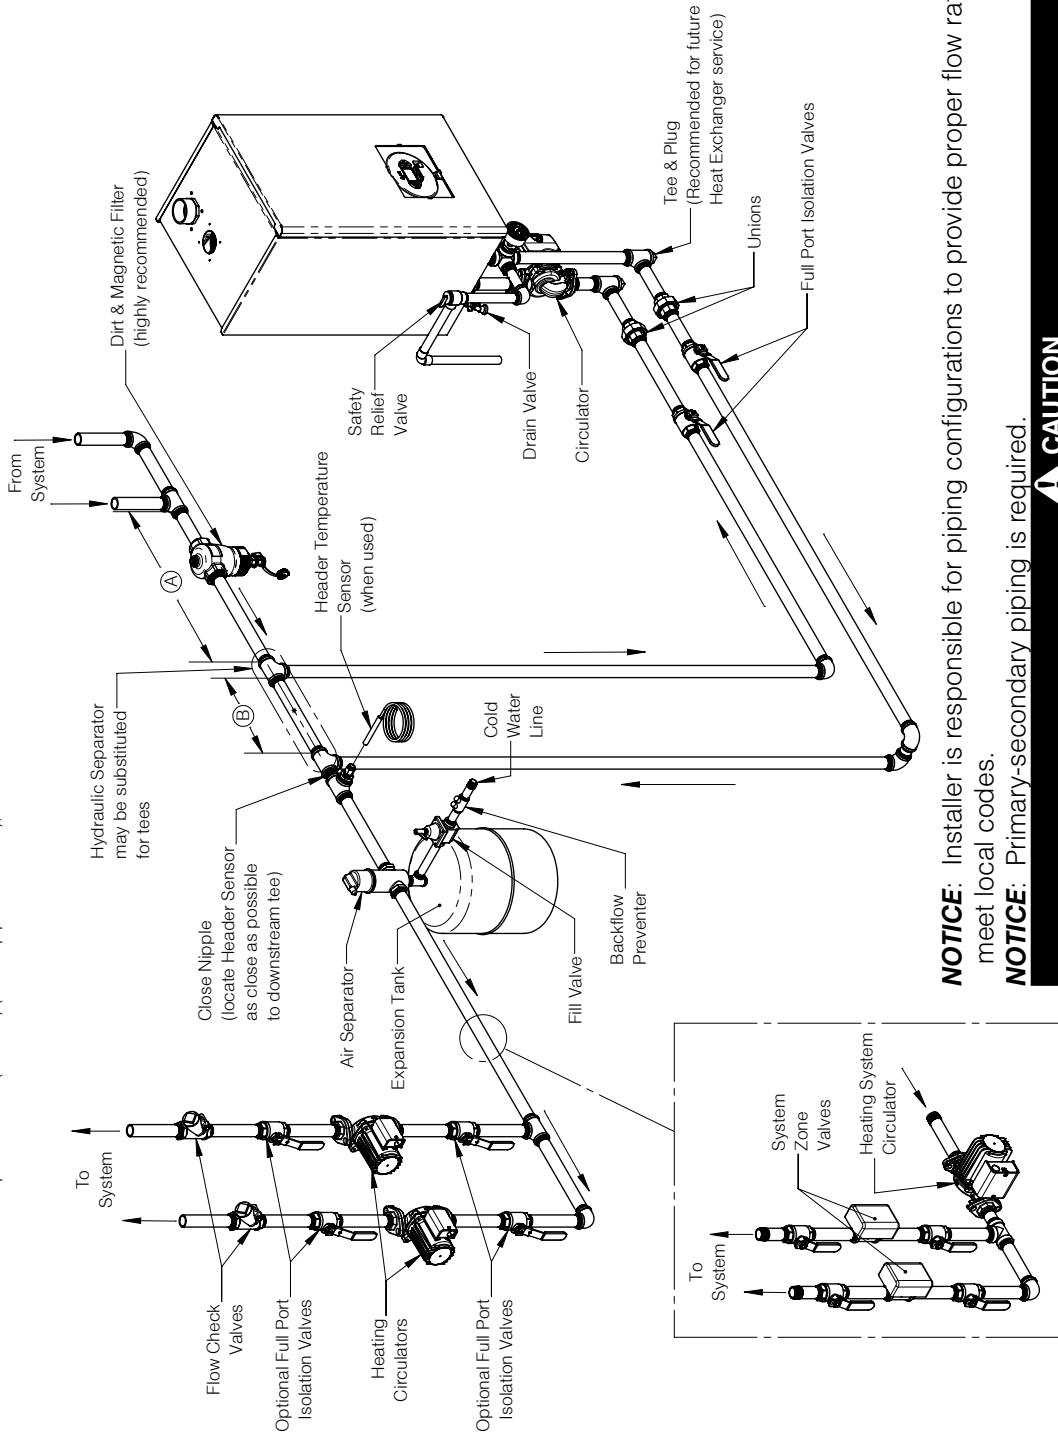 From
System
Dirt & Magnetic Filter
(highly recommended)
A
B
Hydraulic Separator
may be substituted
for tees
Header Temperature
Sensor
(when used)
Safety
Relief
Valve
Drain Valve
Circulator
Tee & Plug
(Recommended for future
Heat Exchanger service)
Unions
Full Port Isolation Valves
Close Nipple
(locate Header Sensor
as close as possible
to downstream tee)
Cold
Water
Line
Air Separator
Expansion Tank
Fill Valve
Backflow
Preventer
To
System
Flow Check
Valves
Optional Full Port
Isolation Valves
Heating
Circulators
Optional Full Port
Isolation Valves
To
System
System
Zone
Valves
Heating System
Circulator
NOTICE: Installer is responsible for piping configurations to provide proper flow
meet local codes.
NOTICE: Primary-secondary piping is required.
CAUTION